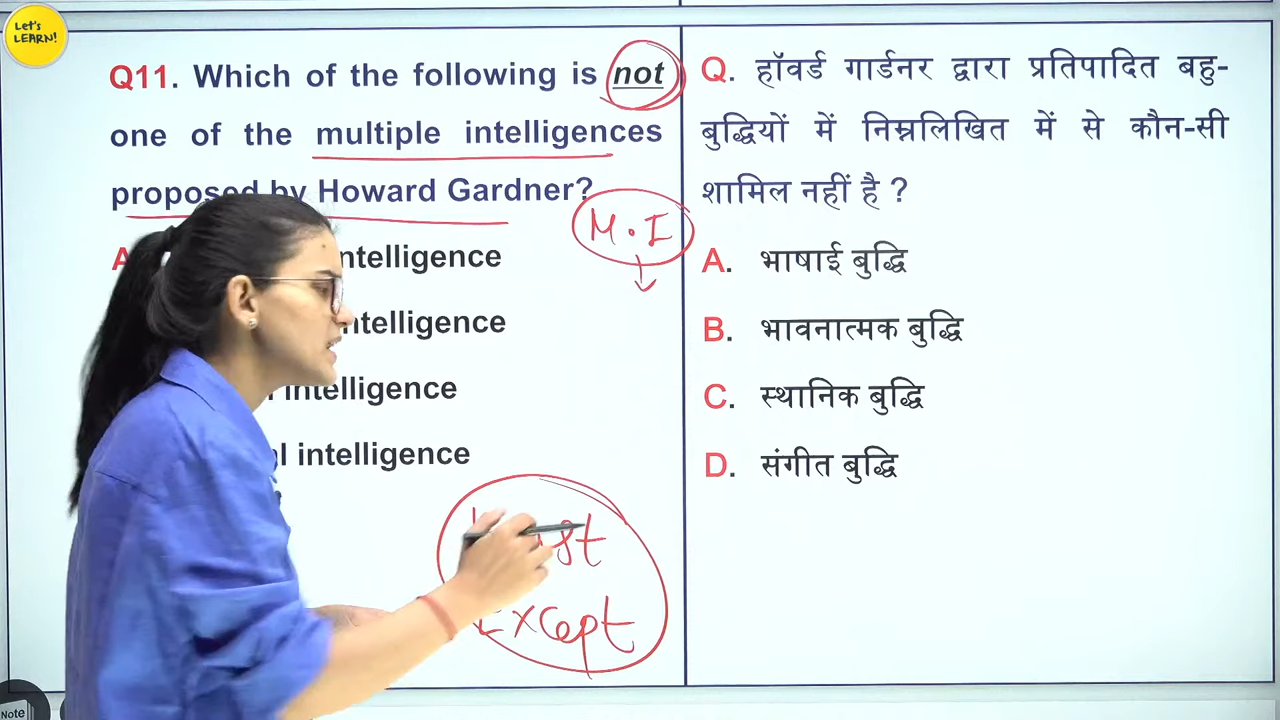 Let's
LEARN!
Q11. Which of the following is not
one of the multiple intelligences
proposed by Howard Gardner?
M.I
A
intelligence
intelligence
intelligence
intelligence
Except
Q. हॉवर्ड गार्डनर द्वारा प्रतिपादित बहु-
बुद्धियों में निम्नलिखित में से कौन-सी
शामिल नहीं है ?
A. भाषाई बुद्धि
B. भावनात्मक बुद्धि
C. स्थानिक बुद्धि
D. संगीत बुद्धि
Note